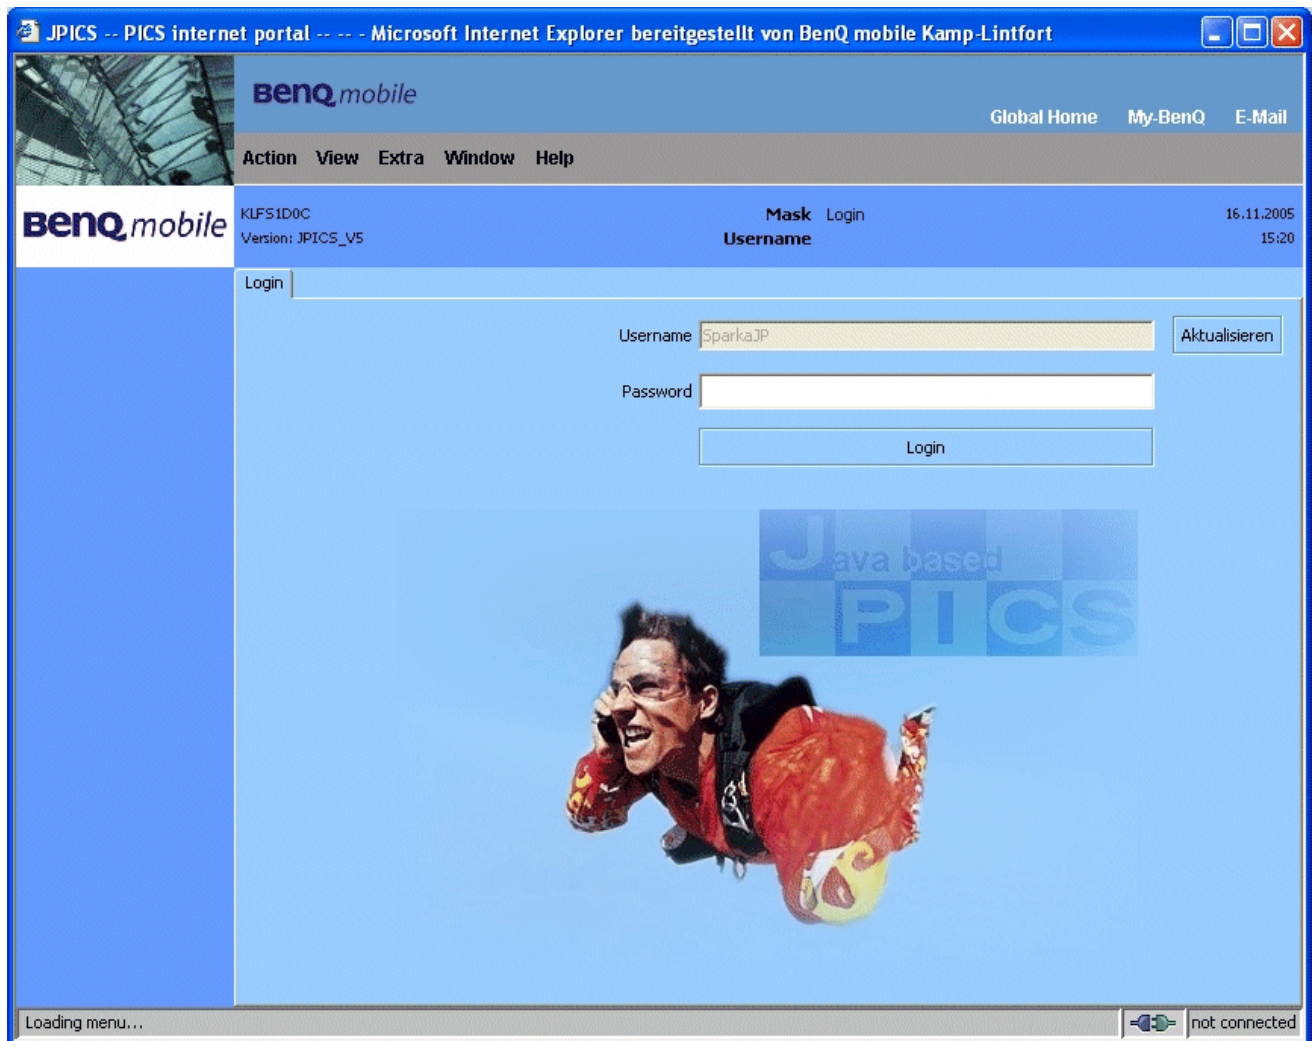 JPICS -- PICS internet portal -- -- - Microsoft Internet Explorer bereitgestellt von BenQ mobile Kamp-Lintfort
BenQ mobile
Global Home My-BenQ E-Mail
Action View Extra Window Help
BenQ mobile
KLFS1D0C
Mask Login
16.11.2005
Version: JPICS_V5
Username
15:20
Login
Username SparkaJP Aktualisieren
Password
Login
Java based
PICS
Loading menu...
not connected